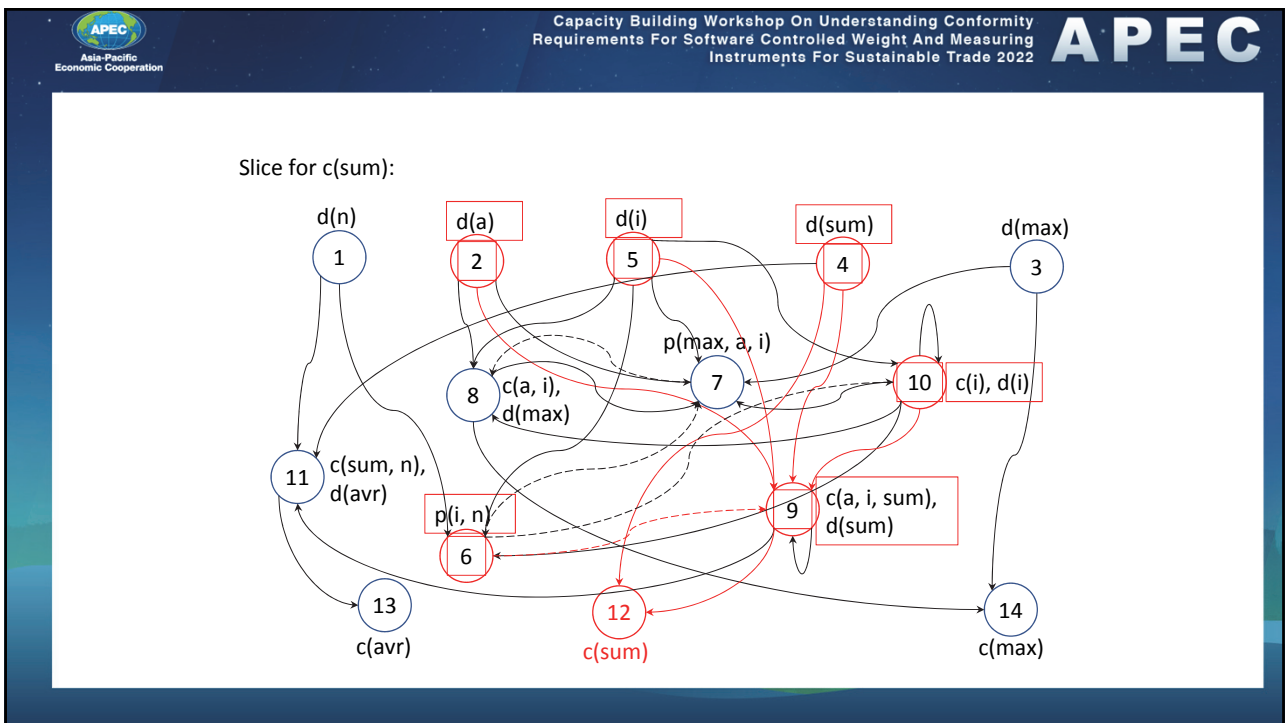 APEC
Asia-Pacific
Economic Cooperation
Capacity Building Workshop On Understanding Conformity
Requirements For Software Controlled Weight And Measuring
Instruments For Sustainable Trade 2022
APEC
Slice for c(sum):
d(n)
d(a)
d(i)
d(sum)
d(max)
1
2
5
4
3
p(max, a, i)
7
8
c(a, i),
d(max)
10
c(i), d(i)
11
c(sum, n),
d(avr)
p(i, n)
6
9
c(a, i, sum),
d(sum)
13
c(avr)
12
c(sum)
14
c(max)